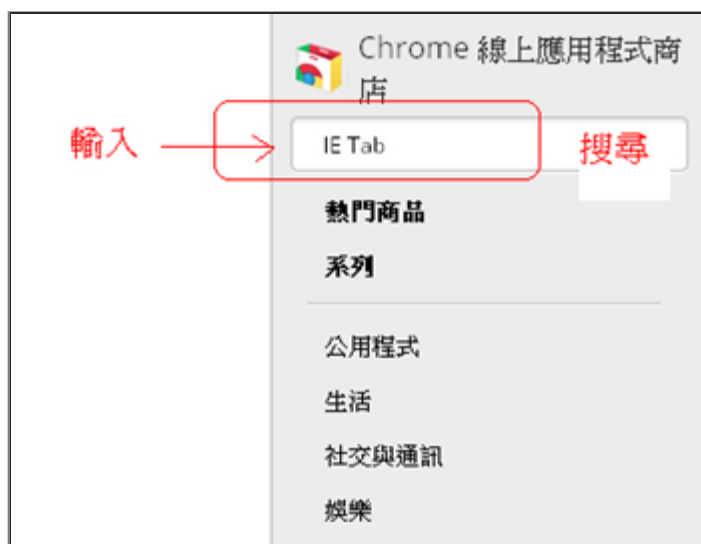 Chrome 線上應用程式商
店
輸入 IE Tab 搜尋
熱門商品
系列
公用程式
生活
社交與通訊
娛樂